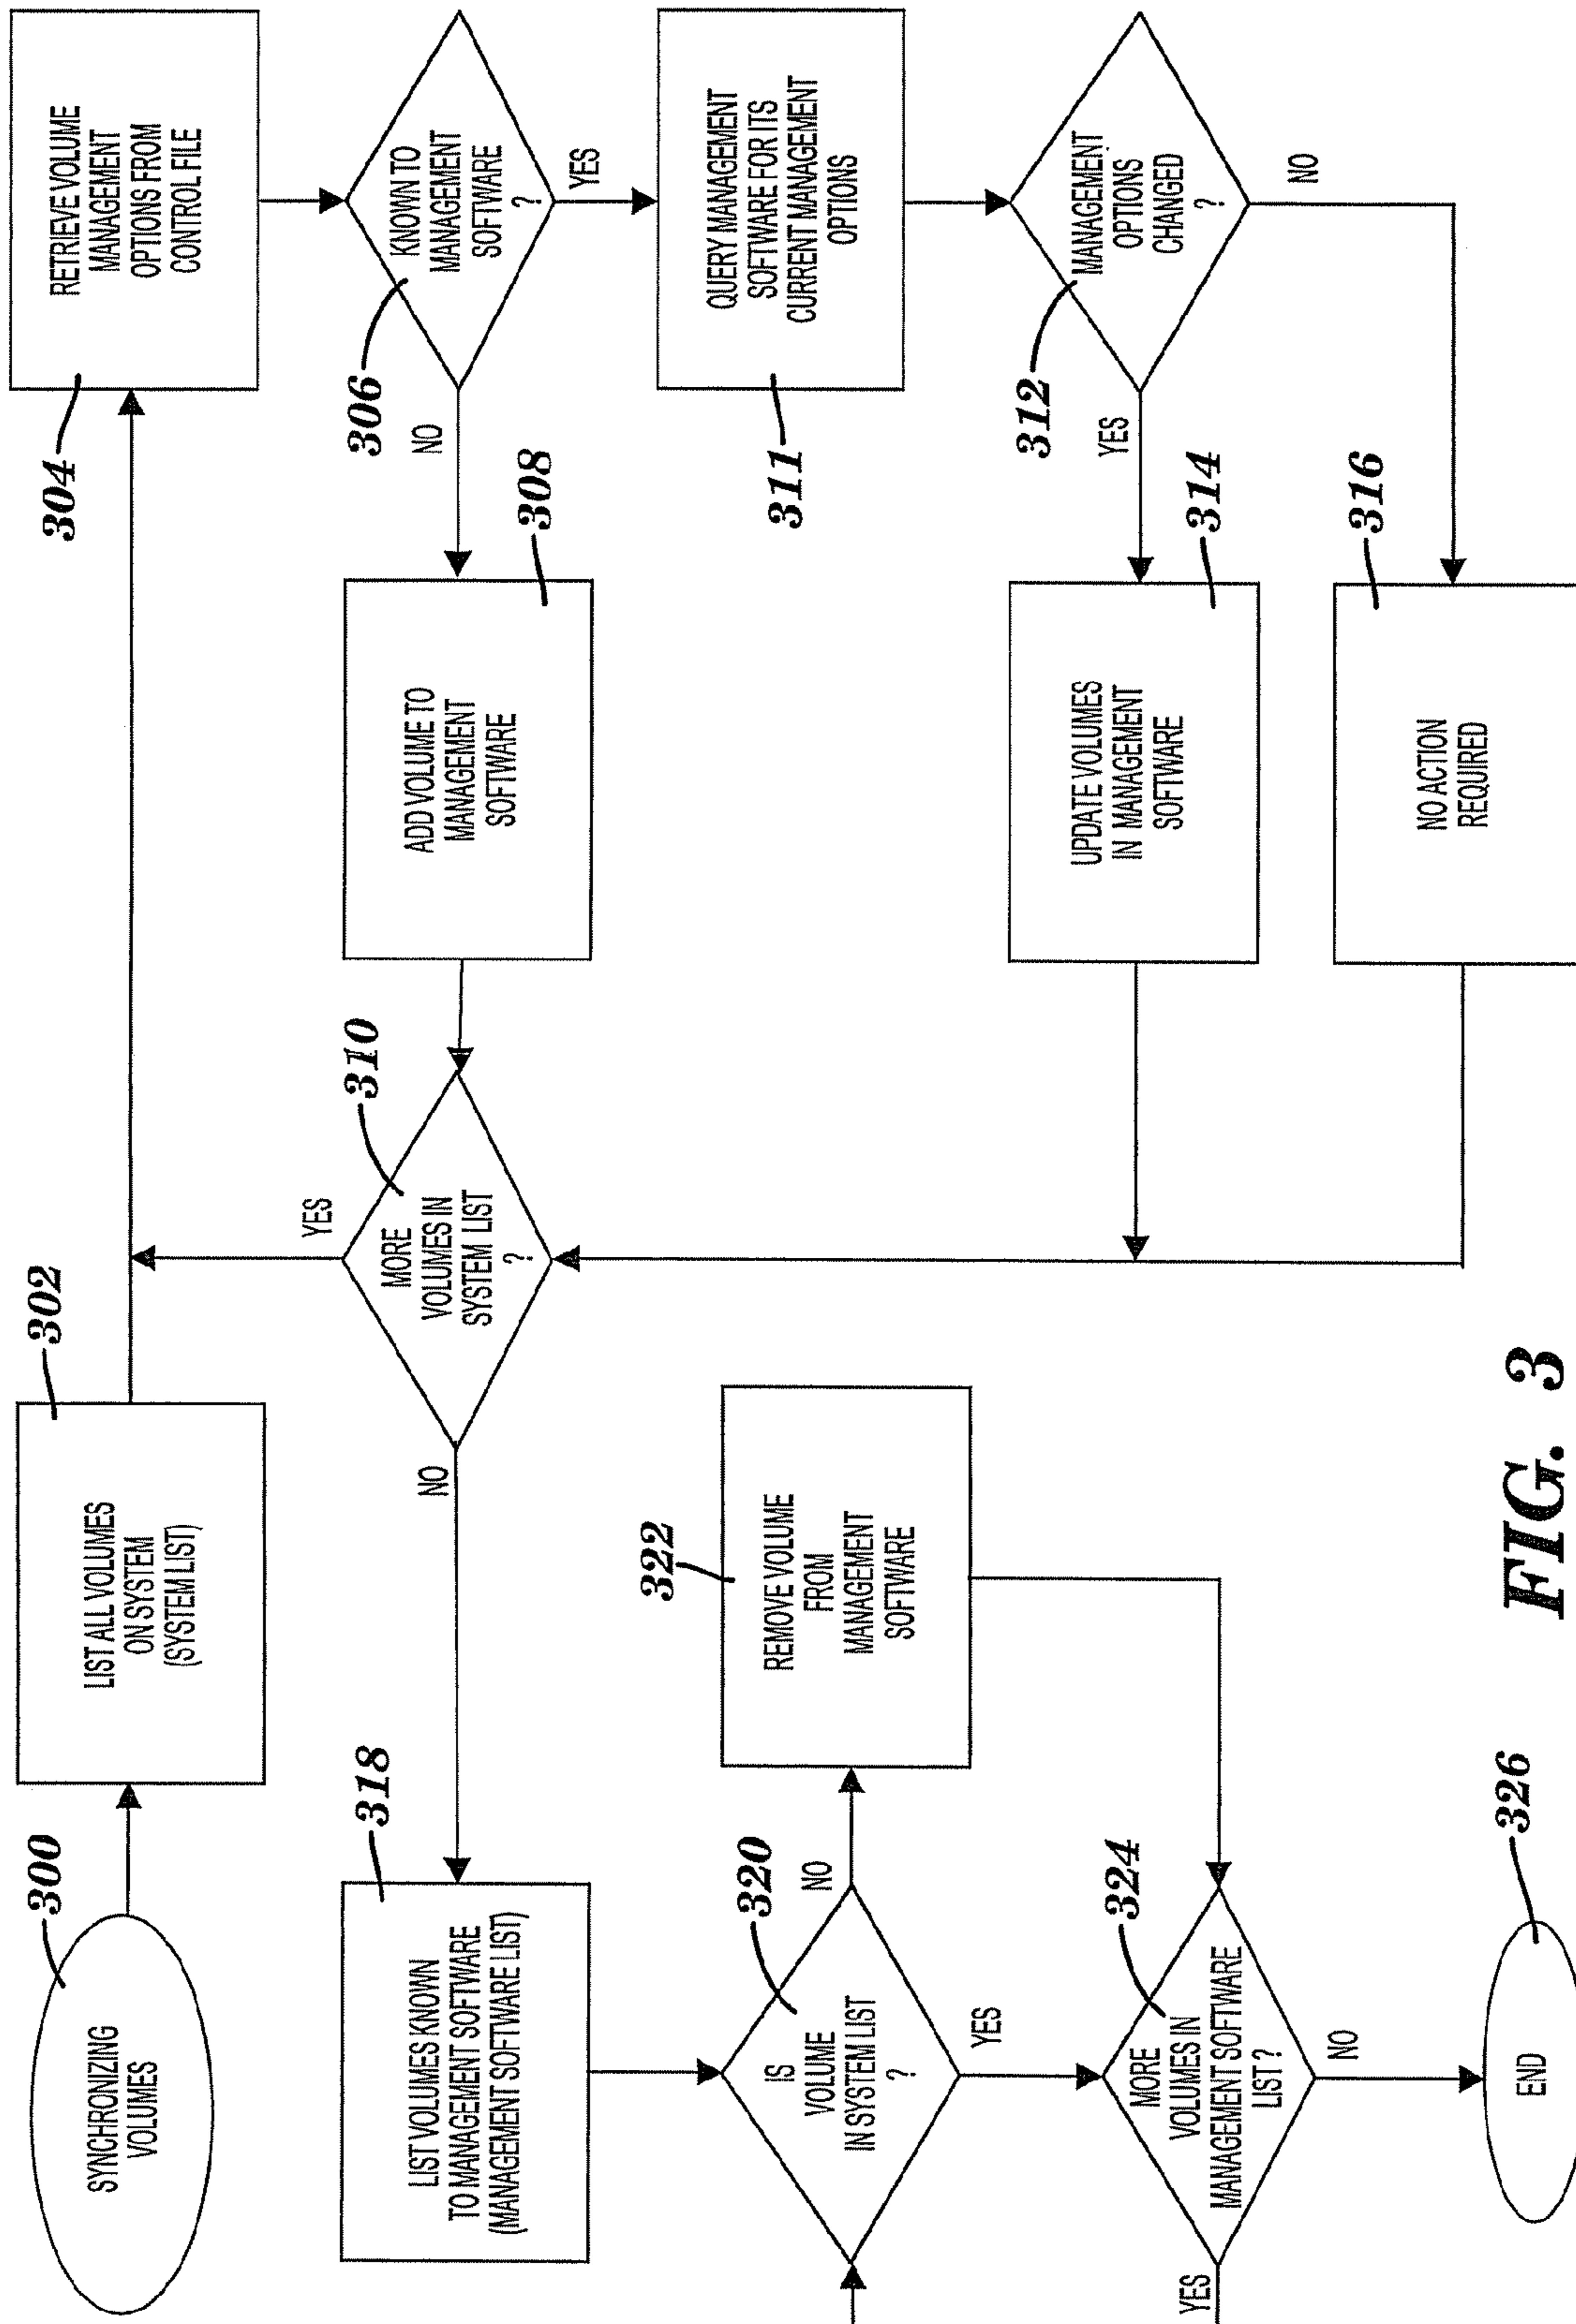 300
SYNCHRONIZING
VOLUMES
302
LIST ALL VOLUMES
ON SYSTEM
(SYSTEM LIST)
304
RETRIEVE VOLUME
MANAGEMENT
OPTIONS FROM
CONTROL FILE
306
KNOWN TO
MANAGEMENT
SOFTWARE
?
NO
YES
308
ADD VOLUME TO
MANAGEMENT
SOFTWARE
310
MORE
VOLUMES IN
SYSTEM LIST
?
YES
NO
311
QUERY MANAGEMENT
SOFTWARE FOR ITS
CURRENT MANAGEMENT
OPTIONS
312
MANAGEMENT
OPTIONS
CHANGED
?
YES
NO
314
UPDATE VOLUMES
IN MANAGEMENT
SOFTWARE
316
NO ACTION
REQUIRED
318
LIST VOLUMES KNOWN
TO MANAGEMENT SOFTWARE
(MANAGEMENT SOFTWARE LIST)
320
IS
VOLUME
IN SYSTEM LIST
?
NO
YES
322
REMOVE VOLUME
FROM
MANAGEMENT
SOFTWARE
324
MORE
VOLUMES IN
MANAGEMENT SOFTWARE
LIST ?
YES
NO
326
END
FIG. 3